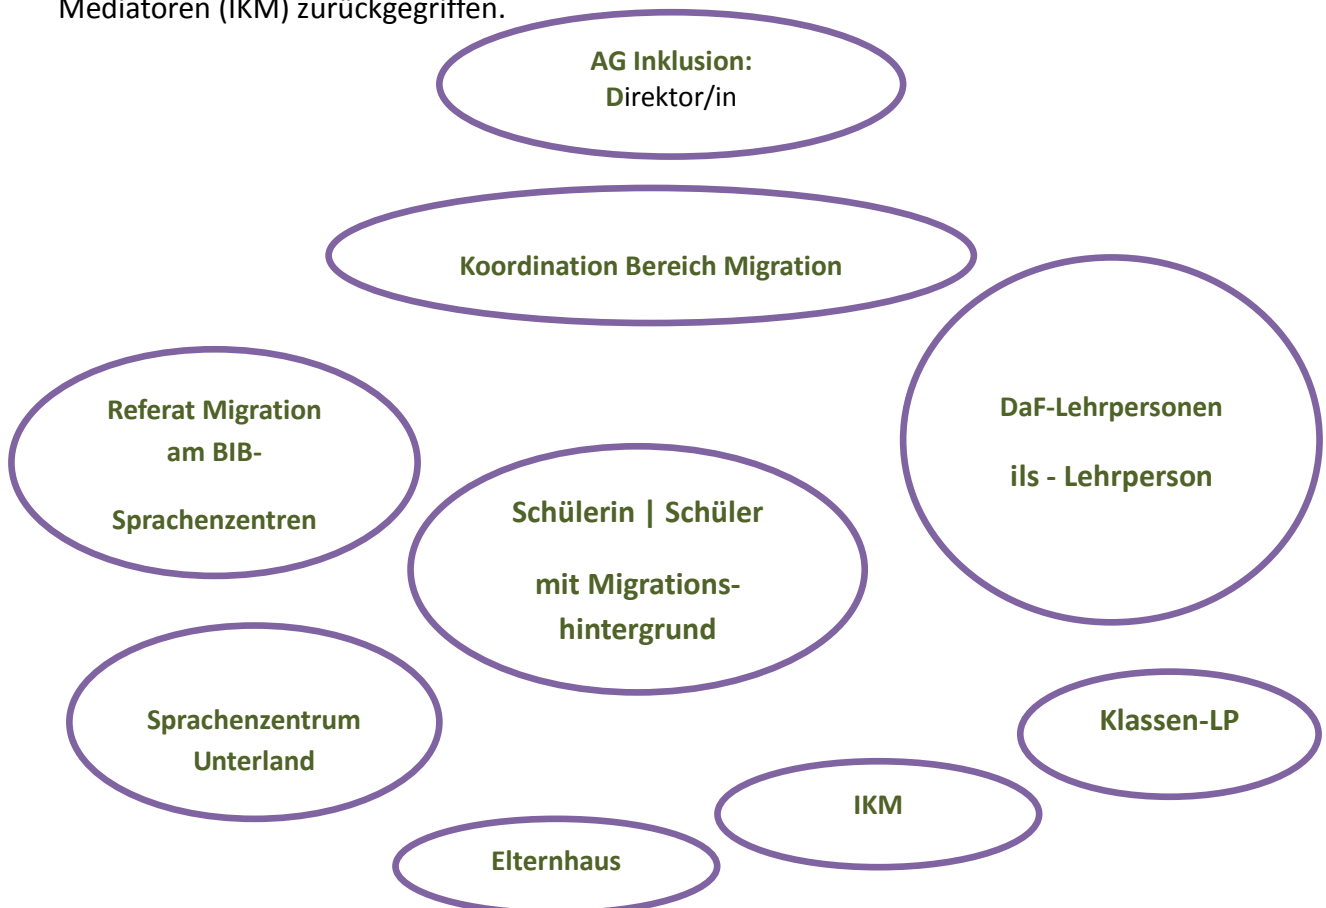 Mediatoren (IKM) zurückgegriffen.
AG Inklusion:
Direktor/in
Koordination Bereich Migration
Referat Migration
am BIB-
Sprachenzentren
DaF-Lehrpersonen
ils - Lehrperson
Schülerin | Schüler
mit Migrations-
hintergrund
Sprachenzentrum
Unterland
Klassen-LP
IKM
Elternhaus